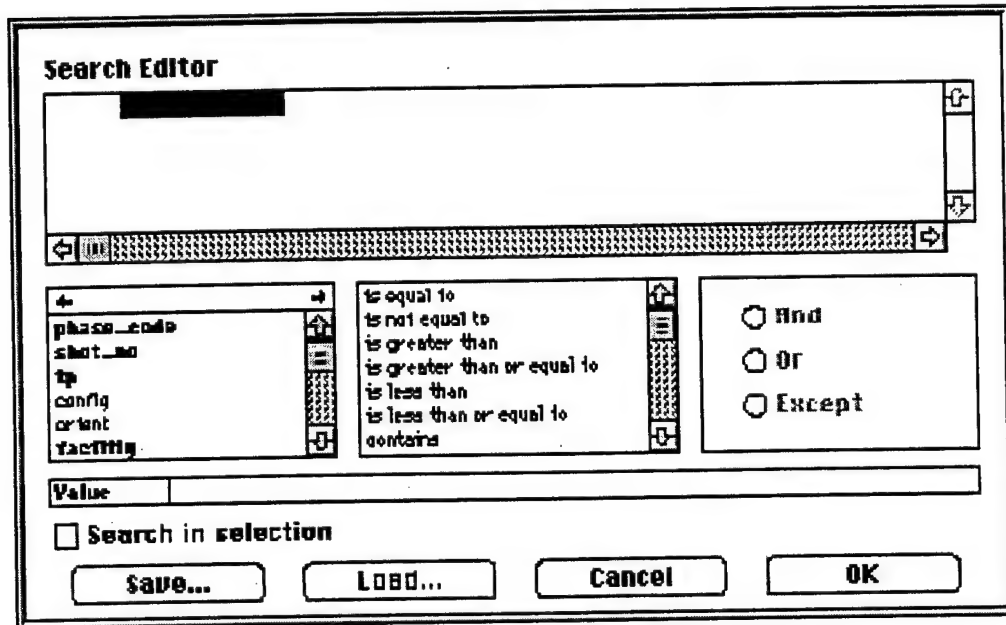 Search Editor
phase_code
shot_no
tp
config
orient
facility
is equal to
is not equal to
is greater than
is greater than or equal to
is less than
is less than or equal to
contains
And
Or
Except
Value
Search in selection
Save...
Load...
Cancel
OK